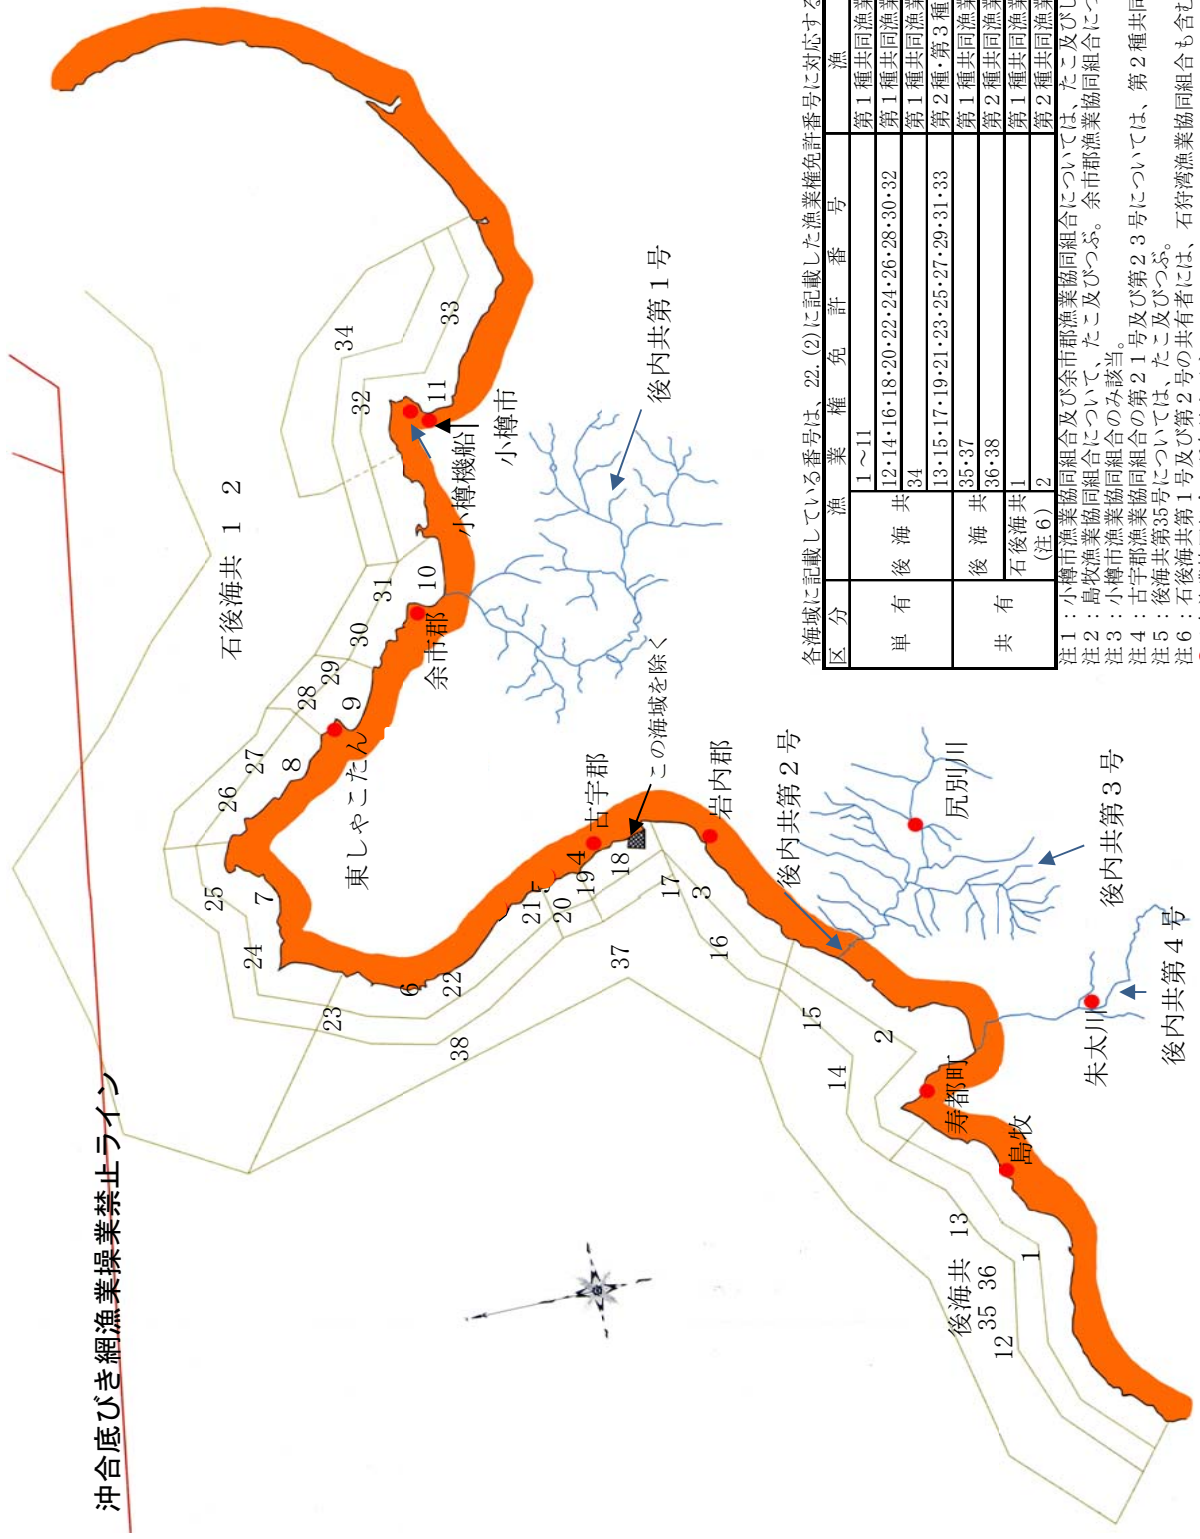 沖合底びき網漁業操業禁止ライン
石後海共 1 2
34
33
32
11
小樽機船
小樽市
31
10
30
余市郡
29
28
9
27
8
26
東しゃこたん
25
7
24
23
6
22
38
21
5
20
19
4
古宇郡
18
この海域を除く
37
17
3
岩内郡
16
15
2
14
寿都町
島牧
後海共 13
35 36
12
1
後内共第1号
後内共第2号
尻別川
後内共第3号
朱太川
後内共第4号
各海域に記載している番号は、22.(2)に記載した漁業権免許番号に対応する
区 分 漁 業 権 免 許 番 号 漁
単 有 後 海 共 1～11 第1種共同漁業
12・14・16・18・20・22・24・26・28・30・32 第1種共同漁業
34 第1種共同漁業
13・15・17・19・21・23・25・27・29・31・33 第2種・第3種
共 有 後 海 共 35・37 第1種共同漁業
36・38 第2種共同漁業
石後海共 1 第1種共同漁業
(注6) 2 第2種共同漁業
注1：小樽市漁業協同組合及び余市郡漁業協同組合については、たこ及びし
注2：島牧漁業協同組合について、たこ及びつぶ。余市郡漁業協同組合につ
注3：小樽市漁業協同組合のみ該当。
注4：古宇郡漁業協同組合の第21号及び第23号については、第2種共同
注5：後海共第35号については、たこ及びつぶ。
注6：石後海共第1号及び第2号の共有者には、石狩湾漁業協同組合も含む